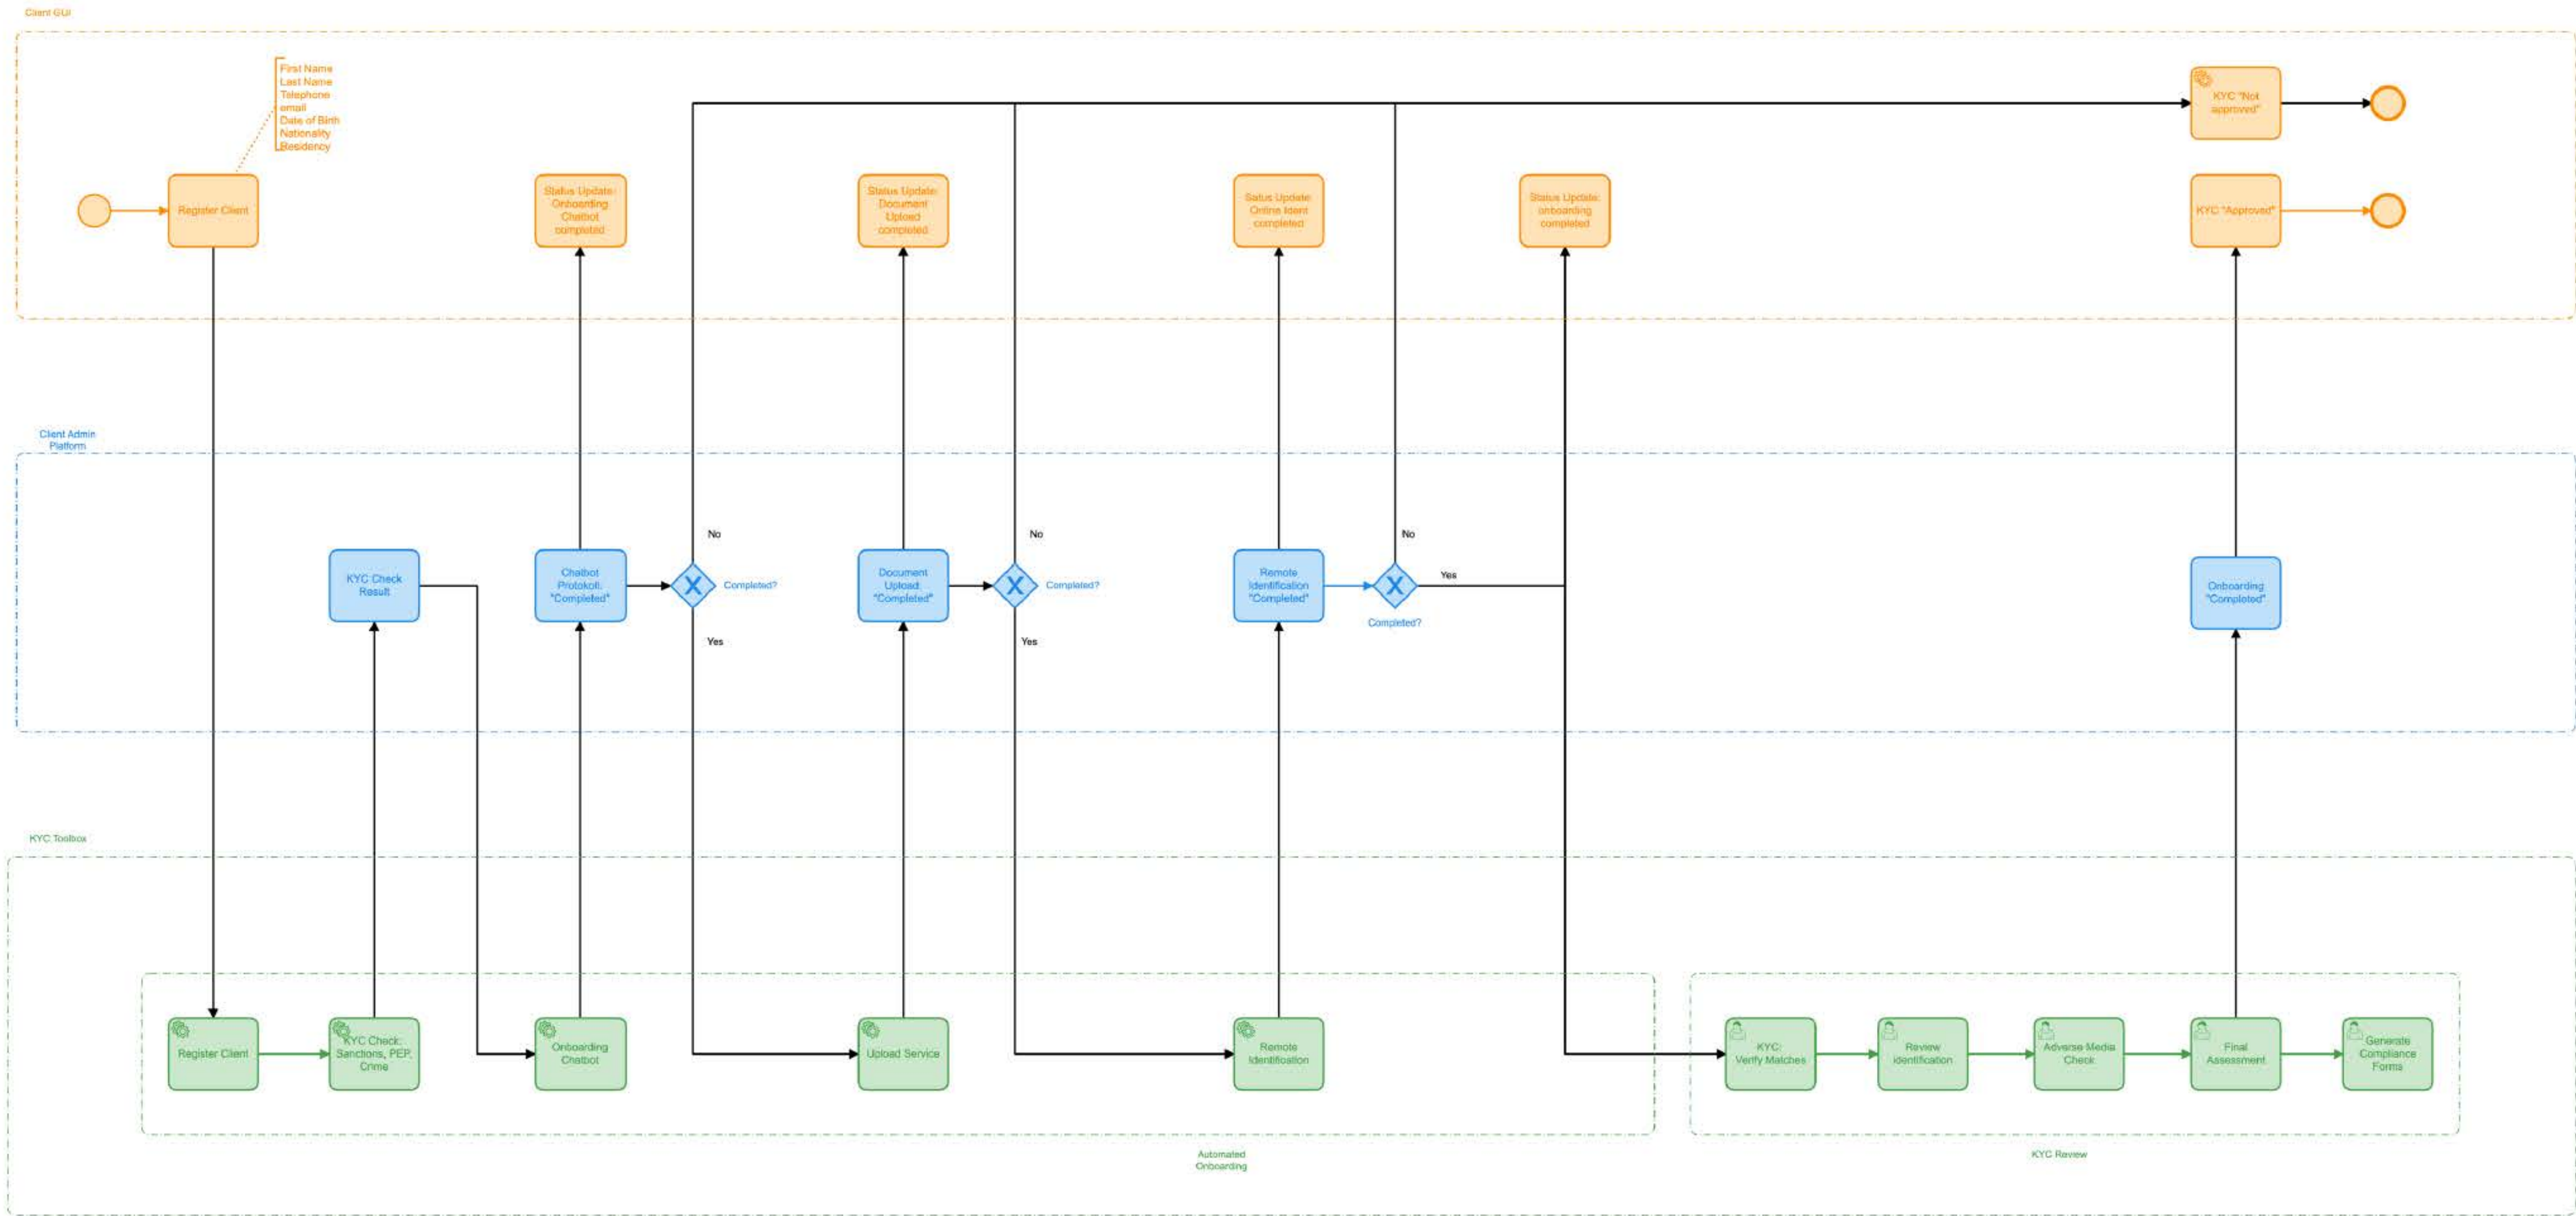 Client GUI
First Name
Last Name
Telephone
email
Date of Birth
Nationality
Residency
KYC "Not
approved"
Register Client
Status Update:
Onboarding
Chatbot
completed
Status Update:
Document
Upload
completed
Satus Update:
Online Ident
completed
Status Update:
onboarding
completed
KYC "Approved"
Client Admin
Platform
No
No
No
KYC Check
Result
Chatbot
Protokoll:
"Completed"
Completed?
Document
Upload:
"Completed"
Completed?
Remote
Identification
"Completed"
Yes
Completed?
Onboarding
"Completed"
Yes
Yes
KYC Toolbox
Register Client
KYC Check:
Sanctions, PEP,
Crime
Onboarding
Chatbot
Upload Service
Remote
Identification
KYC:
Verify Matches
Review
identification
Adverse Media
Check
Final
Assessment
Generate
Compliance
Forms
Automated
Onboarding
KYC Review